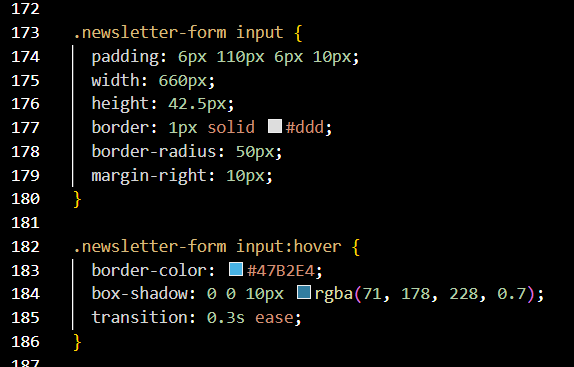 172
173 .newsletter-form input {
174 padding: 6px 110px 6px 10px;
175 width: 660px;
176 height: 42.5px;
177 border: 1px solid #ddd;
178 border-radius: 50px;
179 margin-right: 10px;
180 }
181
182 .newsletter-form input:hover {
183 border-color: #47B2E4;
184 box-shadow: 0 0 10px rgba(71, 178, 228, 0.7);
185 transition: 0.3s ease;
186 }
187